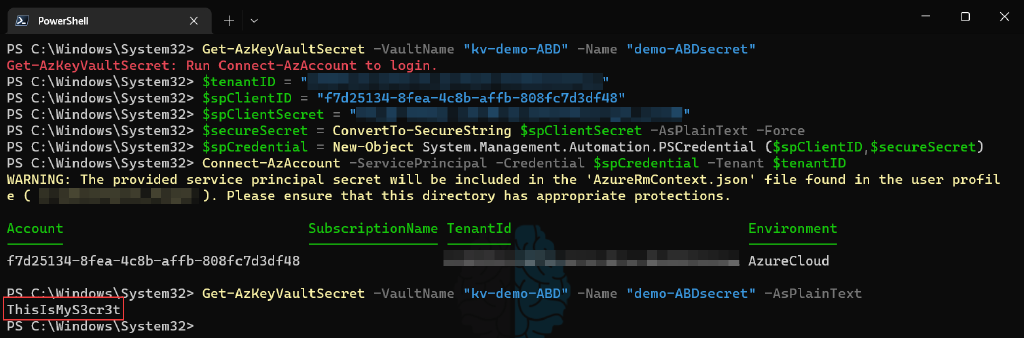 PowerShell
PS C:\Windows\System32> Get-AzKeyVaultSecret -VaultName "kv-demo-ABD" -Name "demo-ABDsecret"
Get-AzKeyVaultSecret: Run Connect-AzAccount to login.
PS C:\Windows\System32> $tenantID = " "
PS C:\Windows\System32> $spClientID = "f7d25134-8fea-4c8b-affb-808fc7d3df48"
PS C:\Windows\System32> $spClientSecret = " "
PS C:\Windows\System32> $secureSecret = ConvertTo-SecureString $spClientSecret -AsPlainText -Force
PS C:\Windows\System32> $spCredential = New-Object System.Management.Automation.PSCredential ($spClientID,$secureSecret)
PS C:\Windows\System32> Connect-AzAccount -ServicePrincipal -Credential $spCredential -Tenant $tenantID
WARNING: The provided service principal secret will be included in the 'AzureRmContext.json' file found in the user profil
e ( ). Please ensure that this directory has appropriate protections.
Account SubscriptionName TenantId Environment
f7d25134-8fea-4c8b-affb-808fc7d3df48 AzureCloud
PS C:\Windows\System32> Get-AzKeyVaultSecret -VaultName "kv-demo-ABD" -Name "demo-ABDsecret" -AsPlainText
ThisIsMyS3cr3t
PS C:\Windows\System32>